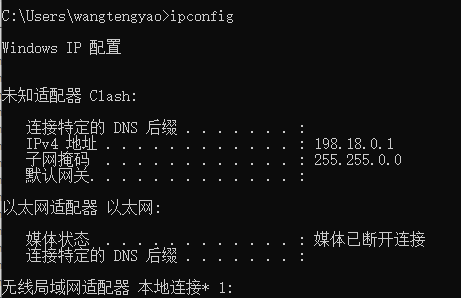 C:\Users\wangtengyao>ipconfig
Windows IP 配置
未知适配器 Clash:
连接特定的 DNS 后缀 . . . . . . . :
IPv4 地址 . . . . . . . . . . . . : 198.18.0.1
子网掩码 . . . . . . . . . . . . : 255.255.0.0
默认网关. . . . . . . . . . . . . :
以太网适配器 以太网:
媒体状态 . . . . . . . . . . . . : 媒体已断开连接
连接特定的 DNS 后缀 . . . . . . . :
无线局域网适配器 本地连接* 1: